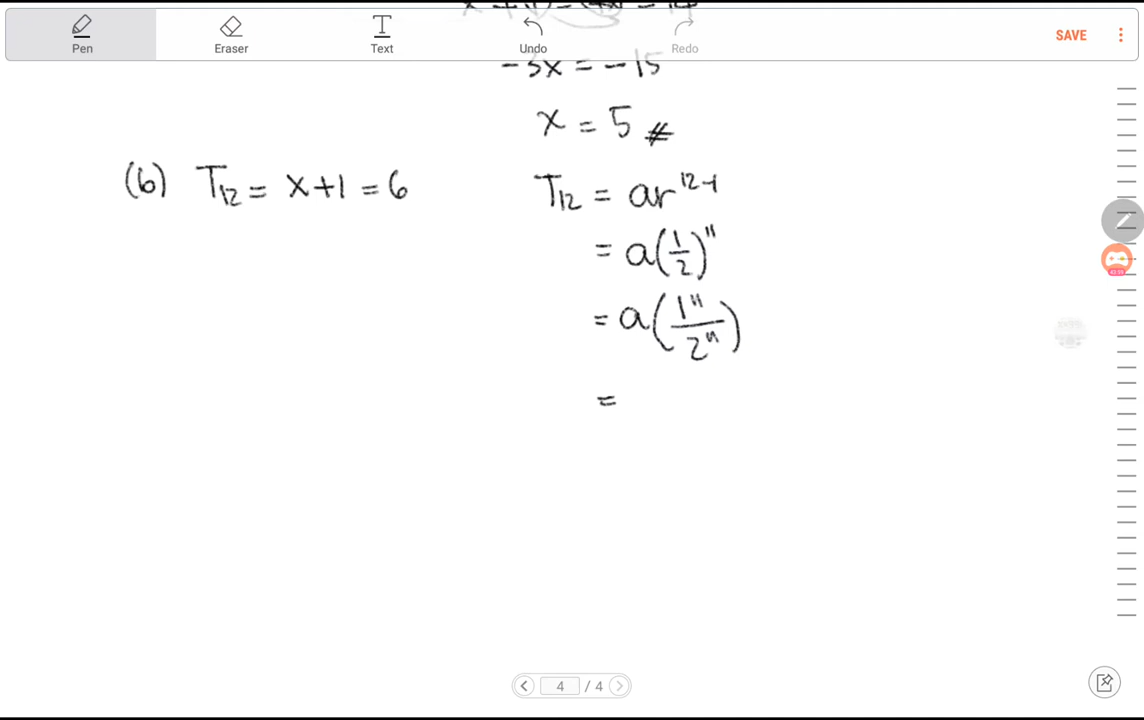 Pen Eraser Text Undo Redo SAVE
-3x = -15
x = 5 #
(b) T₁₂ = x+1 = 6
T₁₂ = ar¹²⁻¹
= a(1/2)¹¹
= a(1¹¹/2¹¹)
=
4 / 4